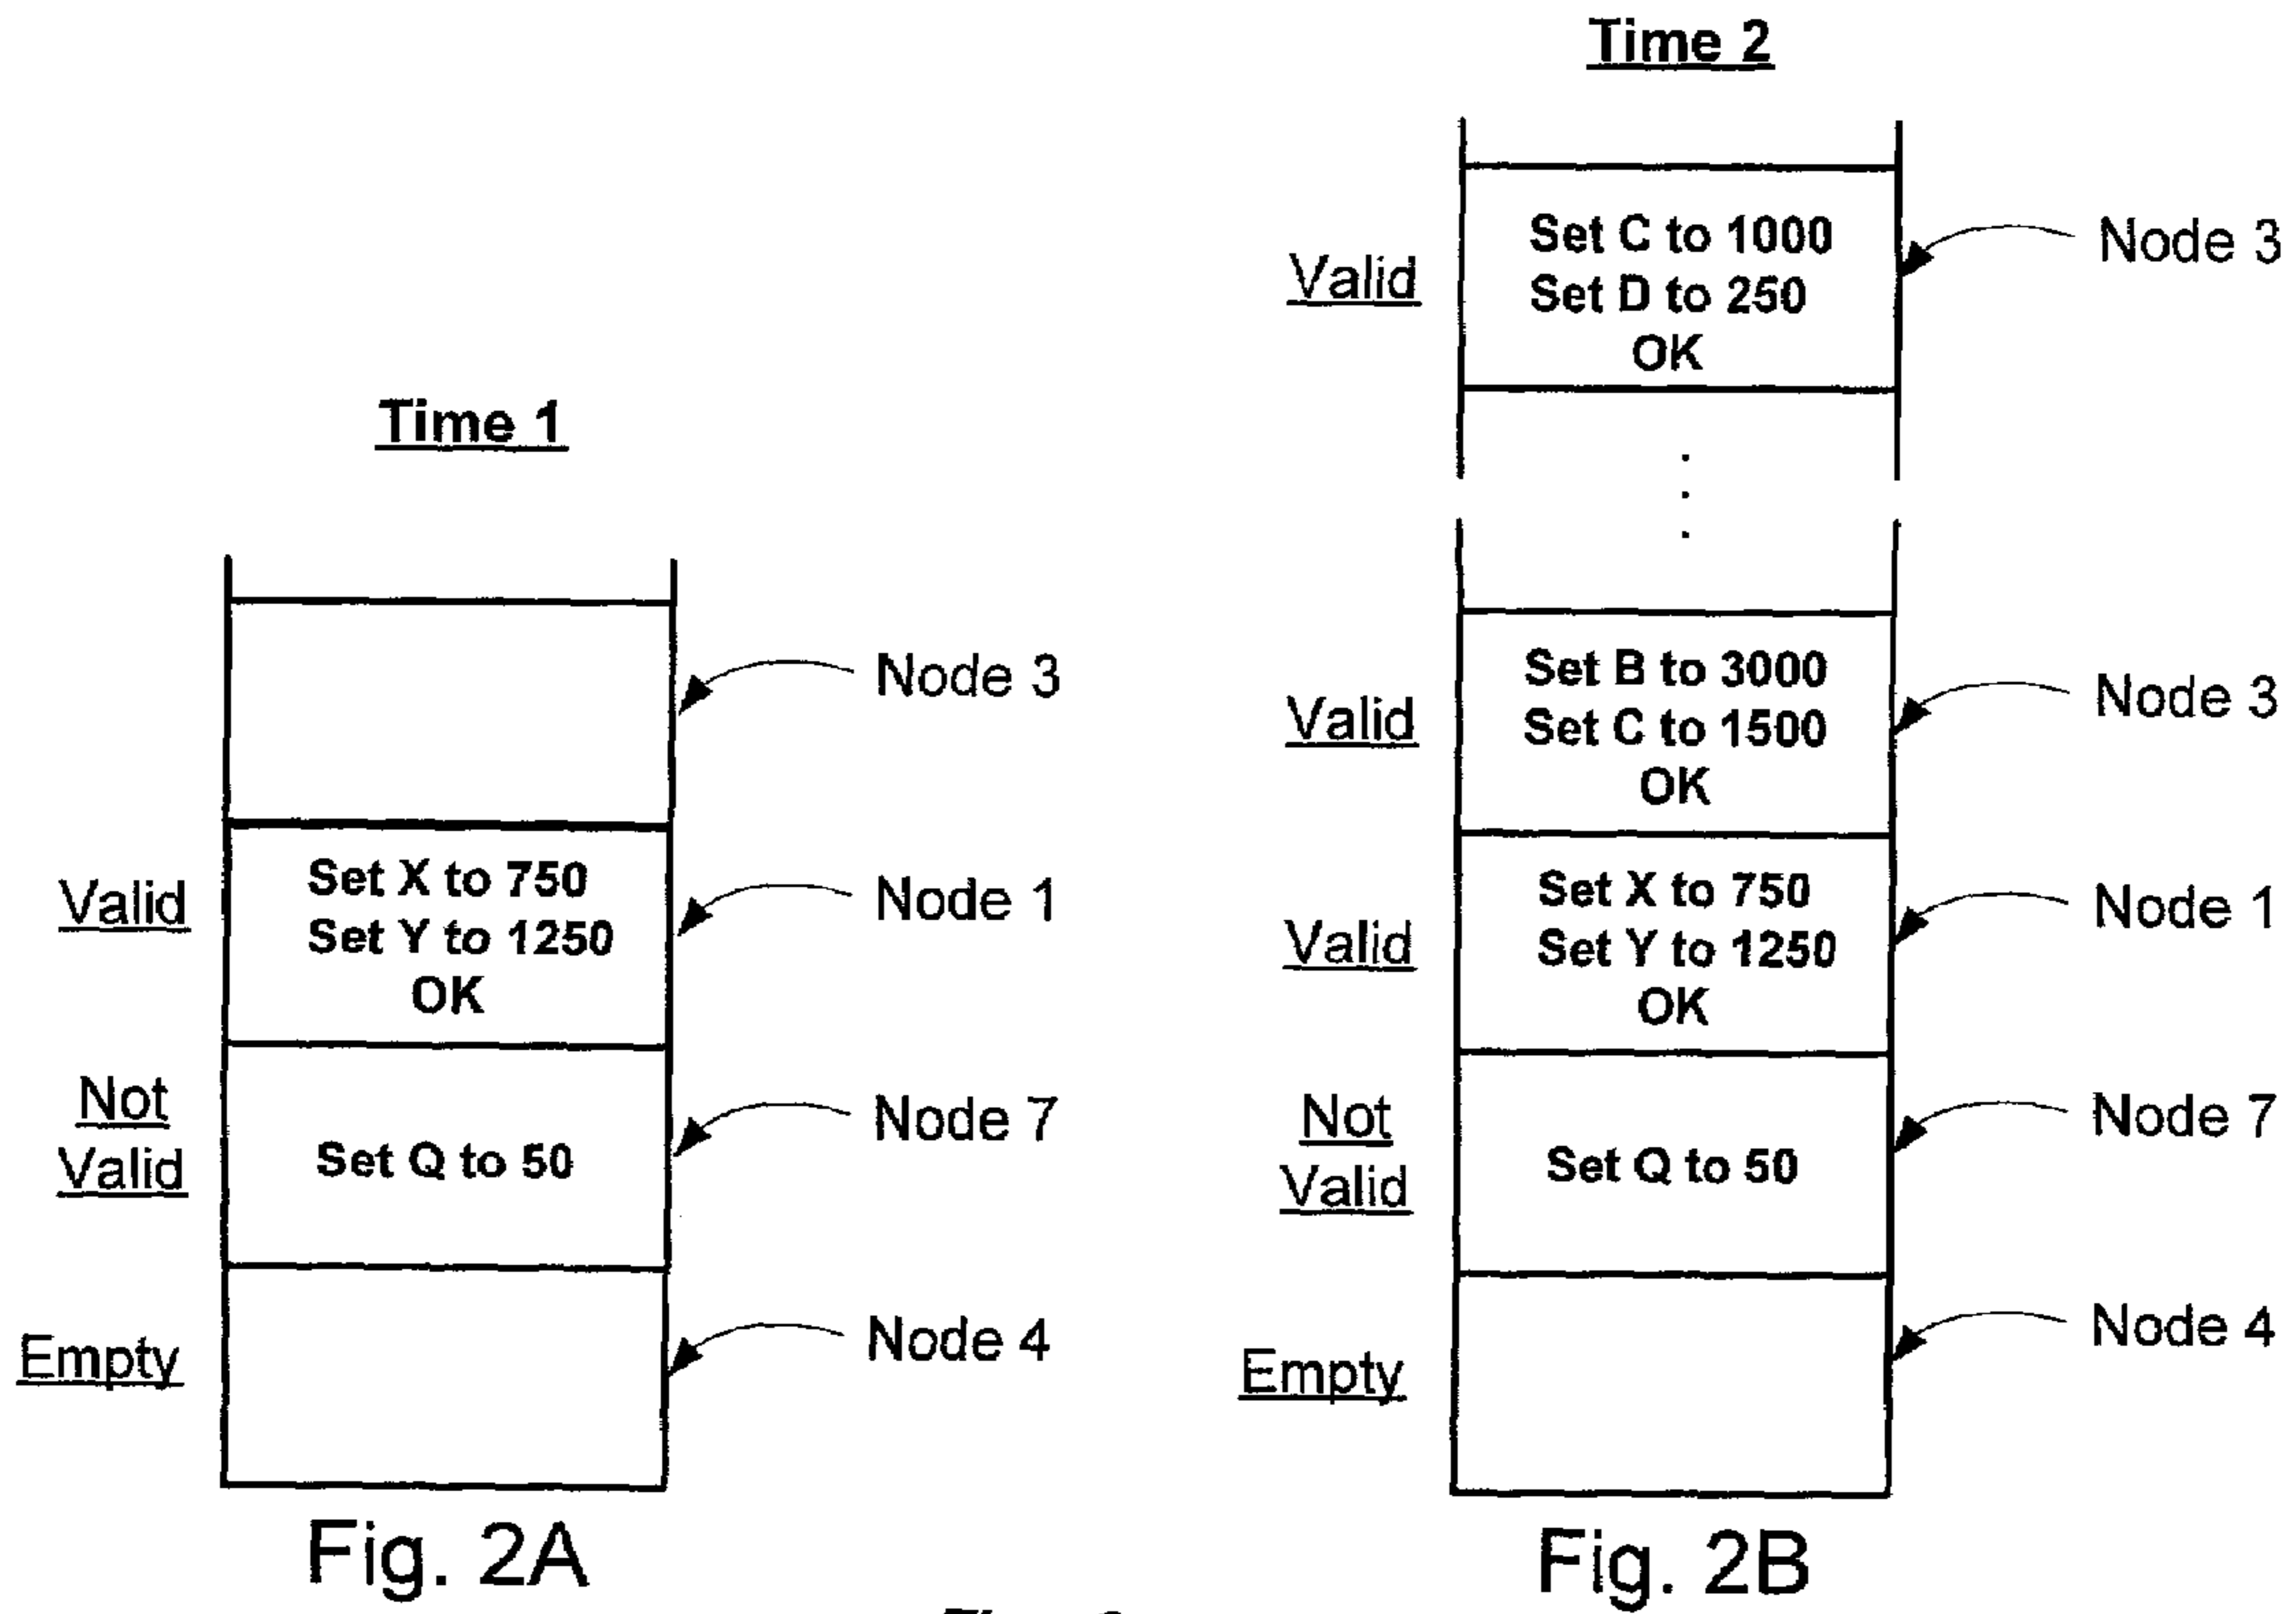 Time 1
Node 3
Valid
Set X to 750
Set Y to 1250
OK
Node 1
Not
Valid
Set Q to 50
Node 7
Empty
Node 4
Fig. 2A
Time 2
Valid
Set C to 1000
Set D to 250
OK
Node 3
.
.
.
Valid
Set B to 3000
Set C to 1500
OK
Node 3
Valid
Set X to 750
Set Y to 1250
OK
Node 1
Not
Valid
Set Q to 50
Node 7
Empty
Node 4
Fig. 2B